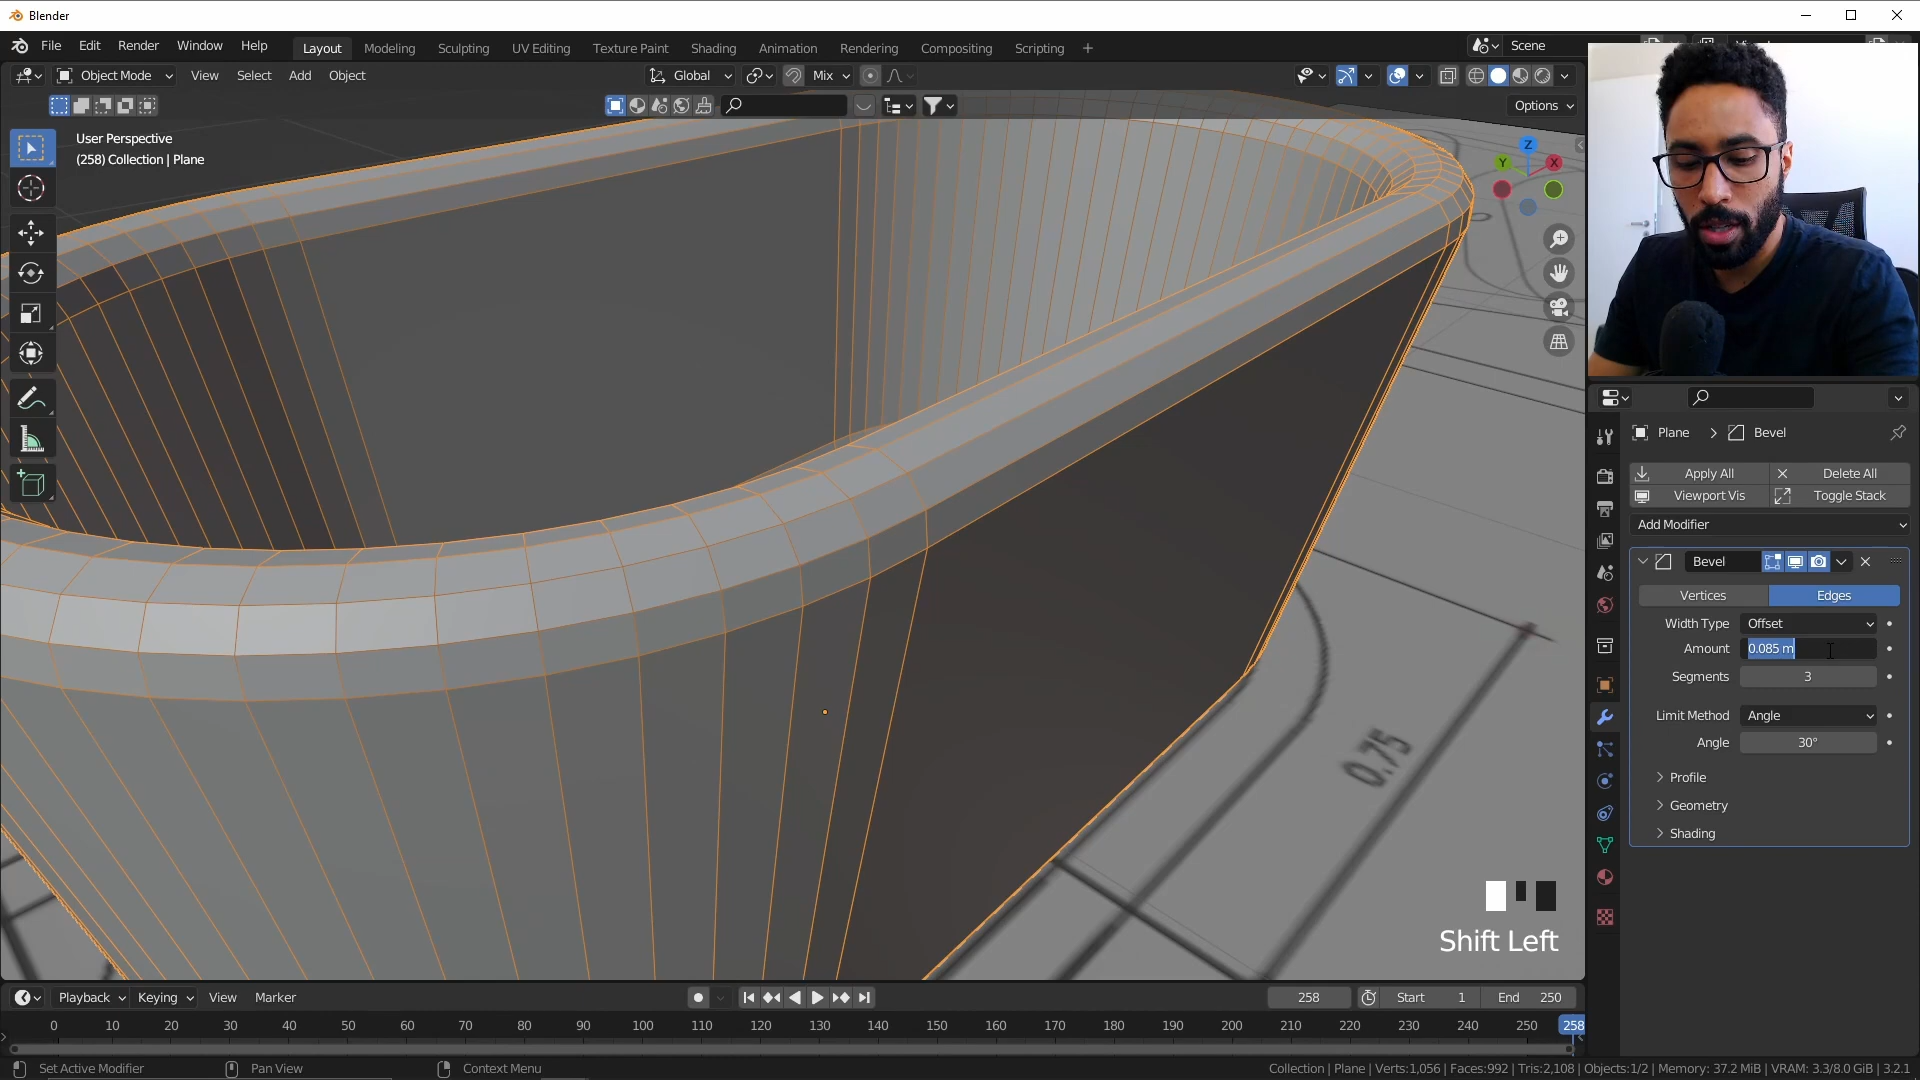 Blender
File Edit Render Window Help Layout Modeling Sculpting UV Editing Texture Paint Shading Animation Rendering Compositing Scripting + Scene
Object Mode View Select Add Object Global Mix
Options
User Perspective
(258) Collection | Plane
Z
Y
X
0.75
Shift Left
Plane > Bevel
Apply All Delete All
Viewport Vis Toggle Stack
Add Modifier
Bevel
Vertices Edges
Width Type Offset
Amount 0.085 m
Segments 3
Limit Method Angle
Angle 30°
Profile
Geometry
Shading
Playback Keying View Marker 258 Start 1 End 250
0 10 20 30 40 50 60 70 80 90 100 110 120 130 140 150 160 170 180 190 200 210 220 230 240 250 258
Set Active Modifier Pan View Context Menu Collection | Plane | Verts:1,056 | Faces:992 | Tris:2,108 | Objects:1/2 | Memory: 37.2 MiB | VRAM: 3.3/8.0 GiB | 3.2.1